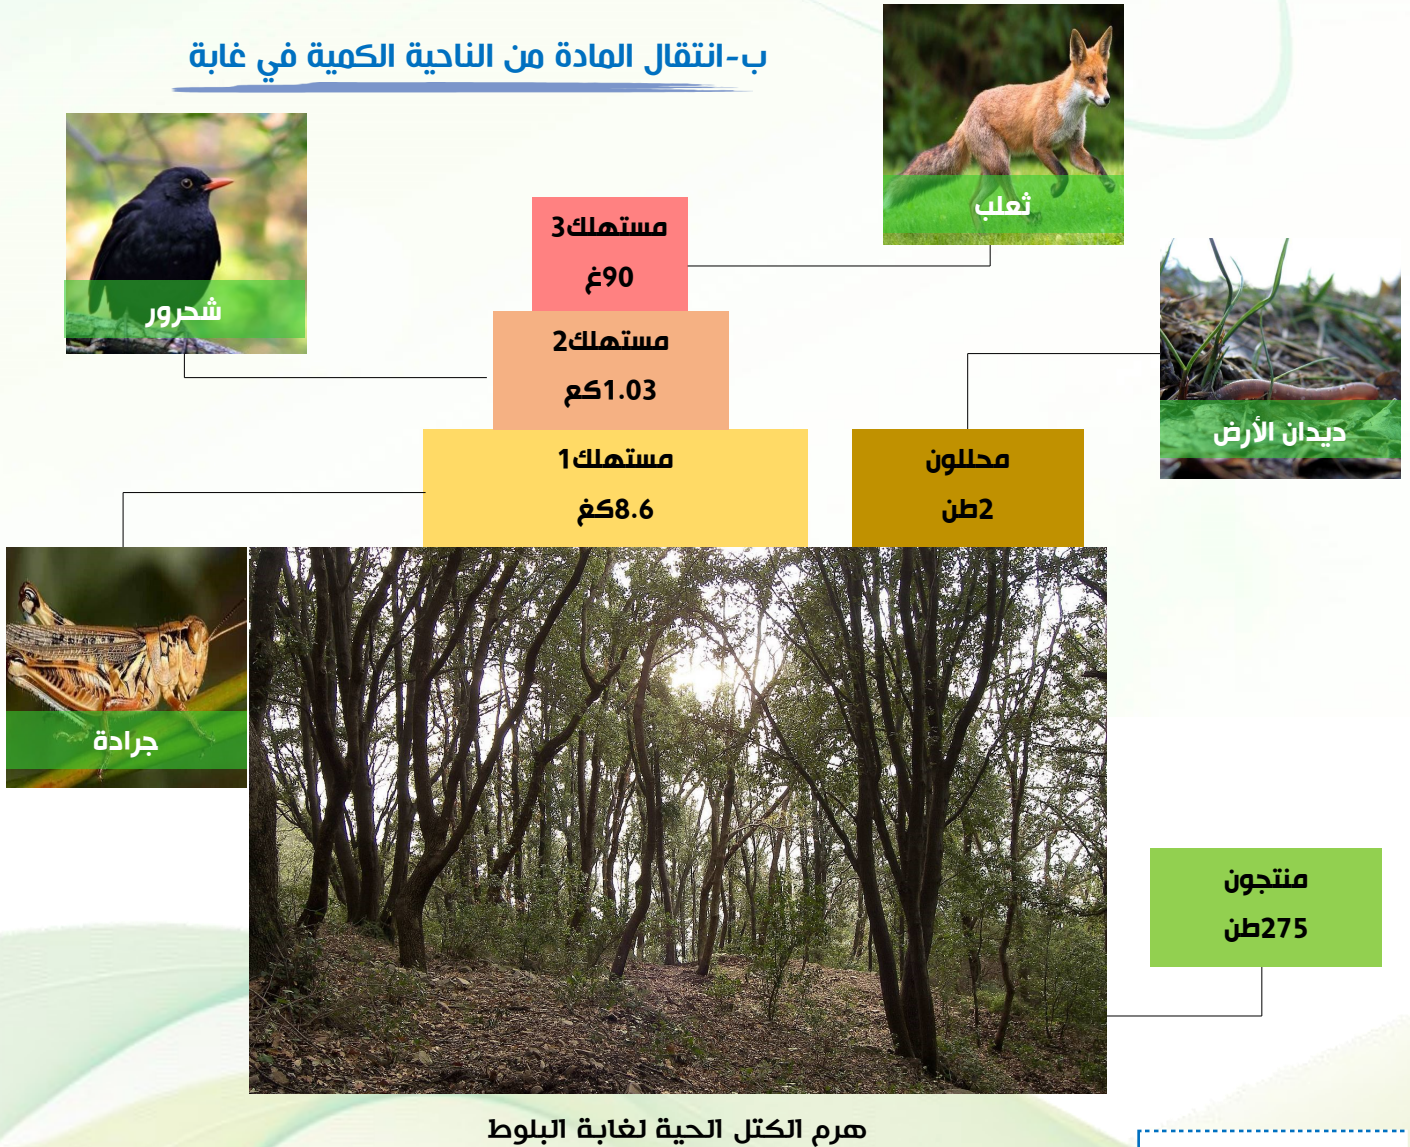 ب-انتقال المادة من الناحية الكمية في غابة
ثعلب
شحرور
مستهلك3
90غ
مستهلك2
1.03كع
ديدان الأرض
مستهلك1
8.6كغ
محللون
2طن
جرادة
منتجون
275طن
هرم الكتل الحية لغابة البلوط